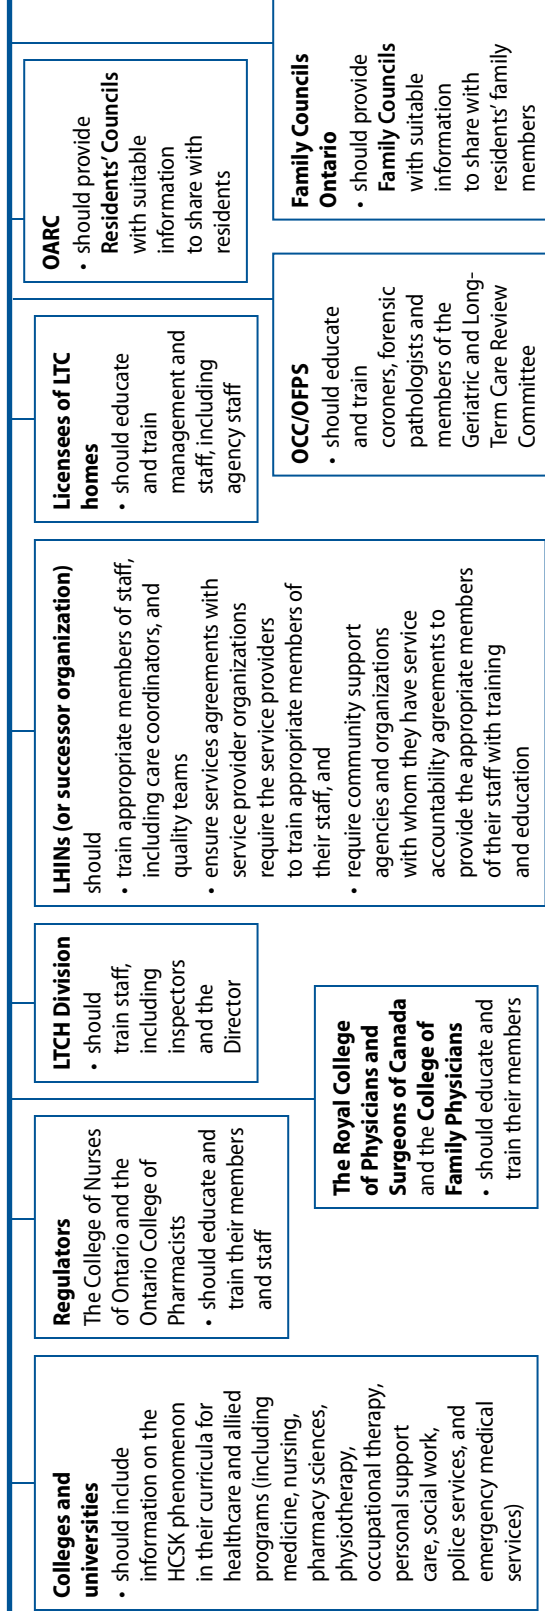 Colleges and
universities
• should include
information on the
HCSK phenomenon
in their curricula for
healthcare and allied
programs (including
medicine, nursing,
pharmacy sciences,
physiotherapy,
occupational therapy,
personal support
care, social work,
police services, and
emergency medical
services)
Regulators
The College of Nurses
of Ontario and the
Ontario College of
Pharmacists
• should educate and
train their members
and staff
The Royal College
of Physicians and
Surgeons of Canada
and the College of
Family Physicians
• should educate and
train their members
LTCH Division
• should
train staff,
including
inspectors
and the
Director
LHINs (or successor organization)
should
• train appropriate members of staff,
including care coordinators, and
quality teams
• ensure services agreements with
service provider organizations
require the service providers
to train appropriate members of
their staff, and
• require community support
agencies and organizations
with whom they have service
accountability agreements to
provide the appropriate members
of their staff with training
and education
Licensees of LTC
homes
• should educate
and train
management and
staff, including
agency staff
OCC/OFPS
• should educate
and train
coroners, forensic
pathologists and
members of the
Geriatric and Long-
Term Care Review
Committee
OARC
• should provide
Residents' Councils
with suitable
information
to share with
residents
Family Councils
Ontario
• should provide
Family Councils
with suitable
information
to share with
residents' family
members